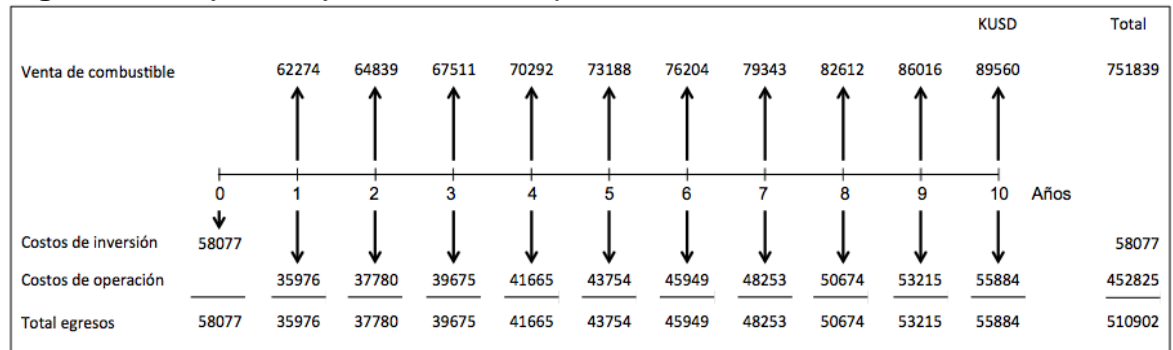 KUSD Total
Venta de combustible 62274 64839 67511 70292 73188 76204 79343 82612 86016 89560 751839
0 1 2 3 4 5 6 7 8 9 10 Años
Costos de inversión 58077 58077
Costos de operación 35976 37780 39675 41665 43754 45949 48253 50674 53215 55884 452825
Total egresos 58077 35976 37780 39675 41665 43754 45949 48253 50674 53215 55884 510902